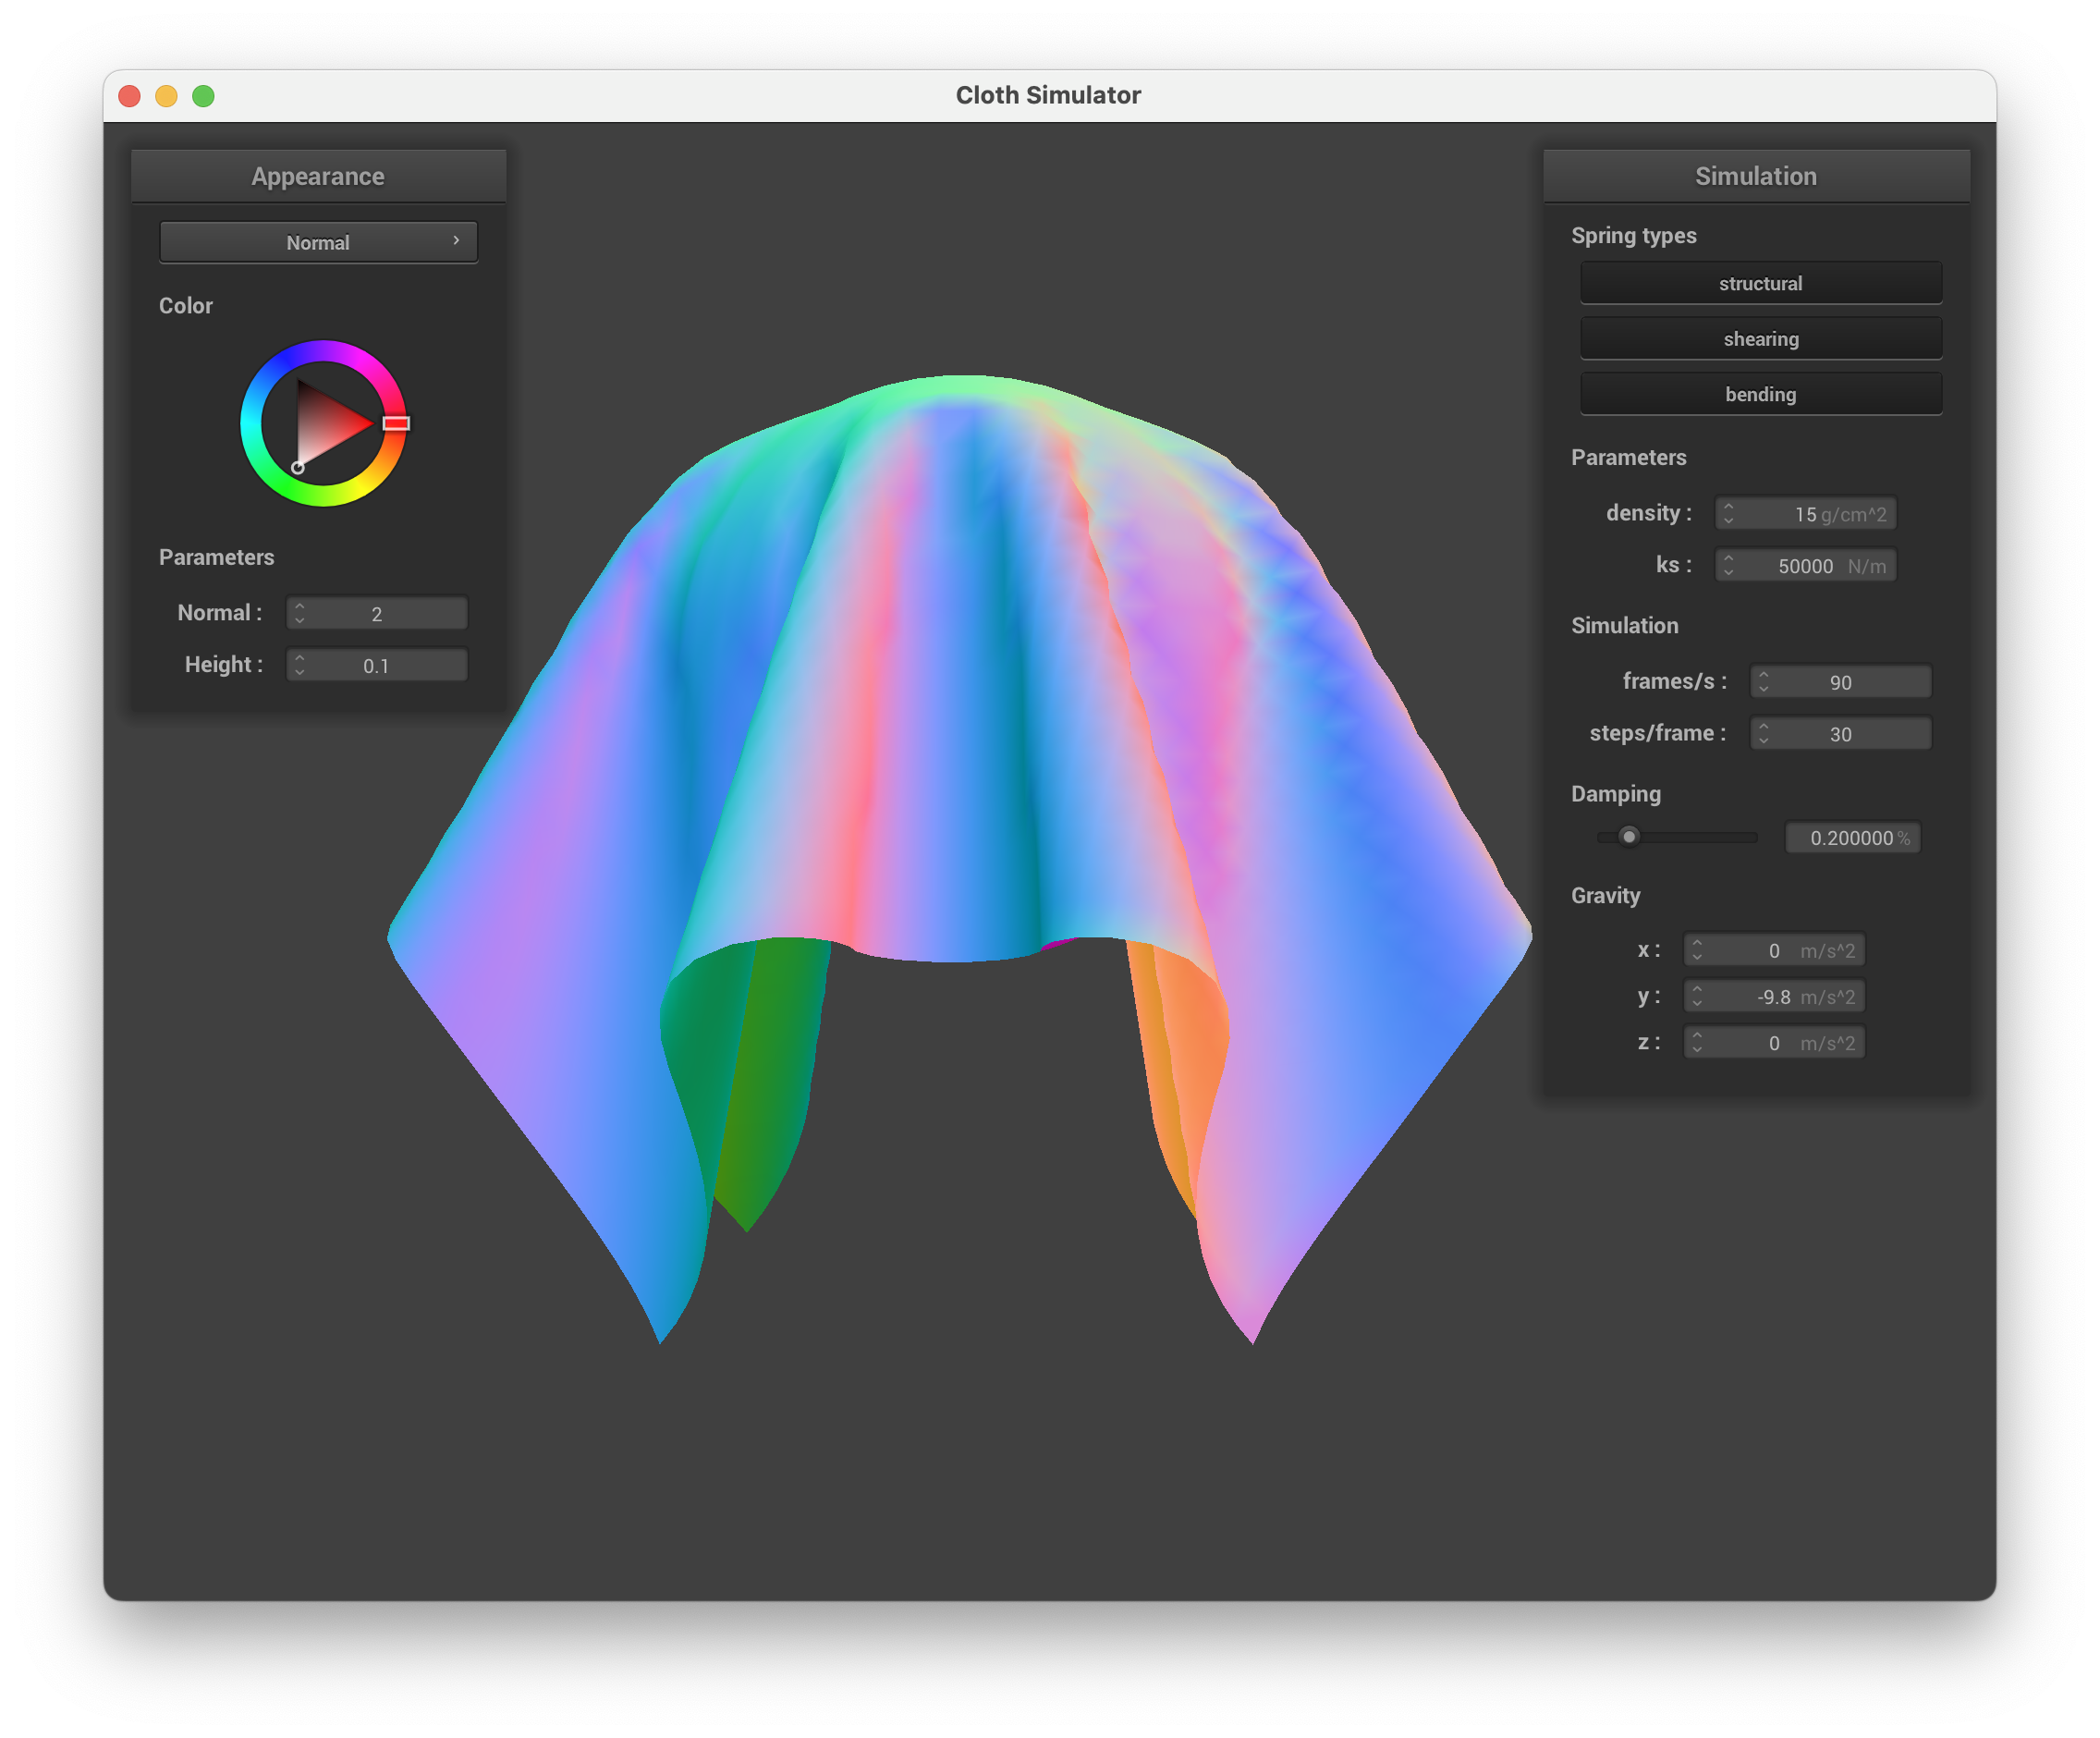 Cloth Simulator
Appearance
Normal
Color
Parameters
Normal : 2
Height : 0.1
Simulation
Spring types
structural
shearing
bending
Parameters
density : 15 g/cm^2
ks : 50000 N/m
Simulation
frames/s : 90
steps/frame : 30
Damping
0.200000 %
Gravity
x : 0 m/s^2
y : -9.8 m/s^2
z : 0 m/s^2